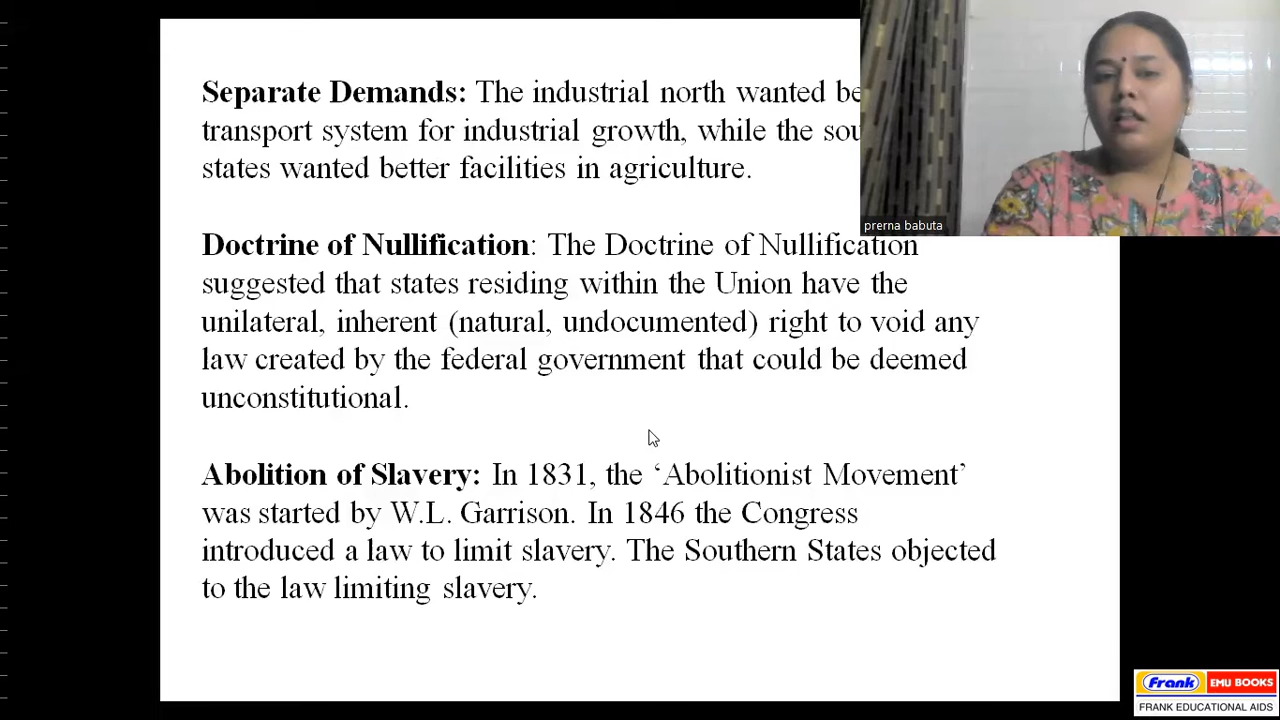 Separate Demands: The industrial north wanted
transport system for industrial growth, while the
states wanted better facilities in agriculture.
Doctrine of Nullification: The Doctrine of Nullification
suggested that states residing within the Union have the
unilateral, inherent (natural, undocumented) right to void any
law created by the federal government that could be deemed
unconstitutional.
Abolition of Slavery: In 1831, the ‘Abolitionist Movement’
was started by W.L. Garrison. In 1846 the Congress
introduced a law to limit slavery. The Southern States objected
to the law limiting slavery.
prerna babuta
Frank EMU BOOKS
FRANK EDUCATIONAL AIDS